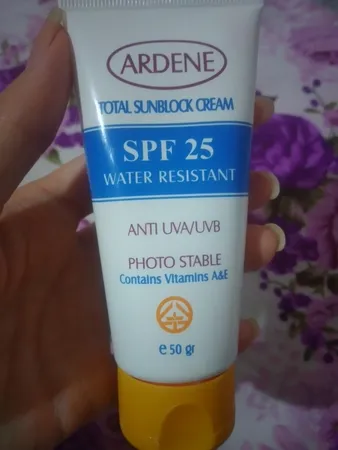 ARDENE
TOTAL SUNBLOCK CREAM
SPF 25
WATER RESISTANT
ANTI UVA/UVB
PHOTO STABLE
Contains Vitamins A&E
e 50 gr